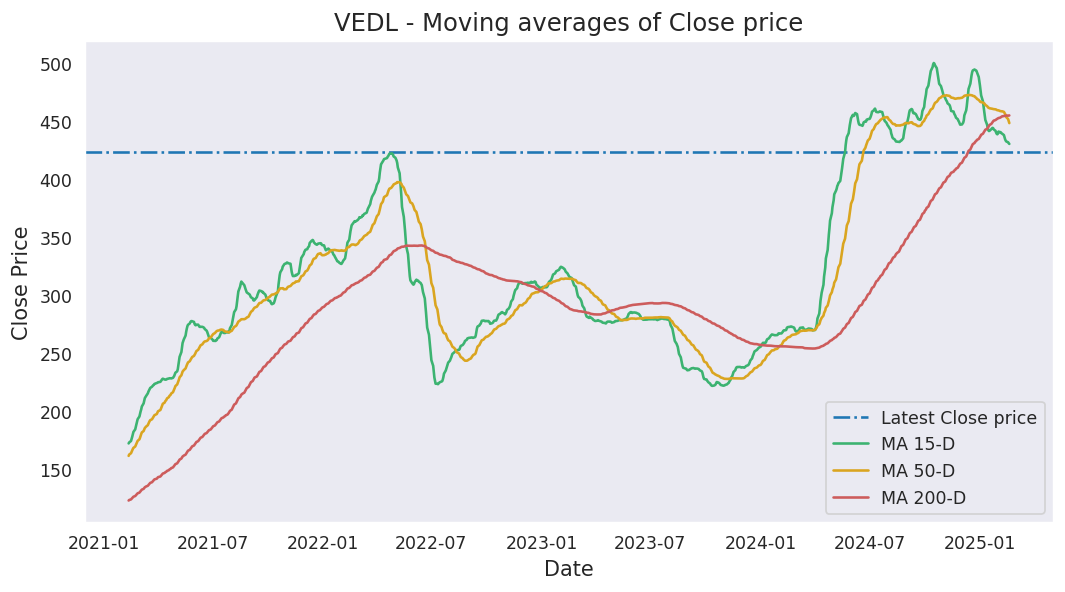 VEDL - Moving averages of Close price
Close Price
500
450
400
350
300
250
200
150
Latest Close price
MA 15-D
MA 50-D
MA 200-D
2021-01 2021-07 2022-01 2022-07 2023-01 2023-07 2024-01 2024-07 2025-01
Date